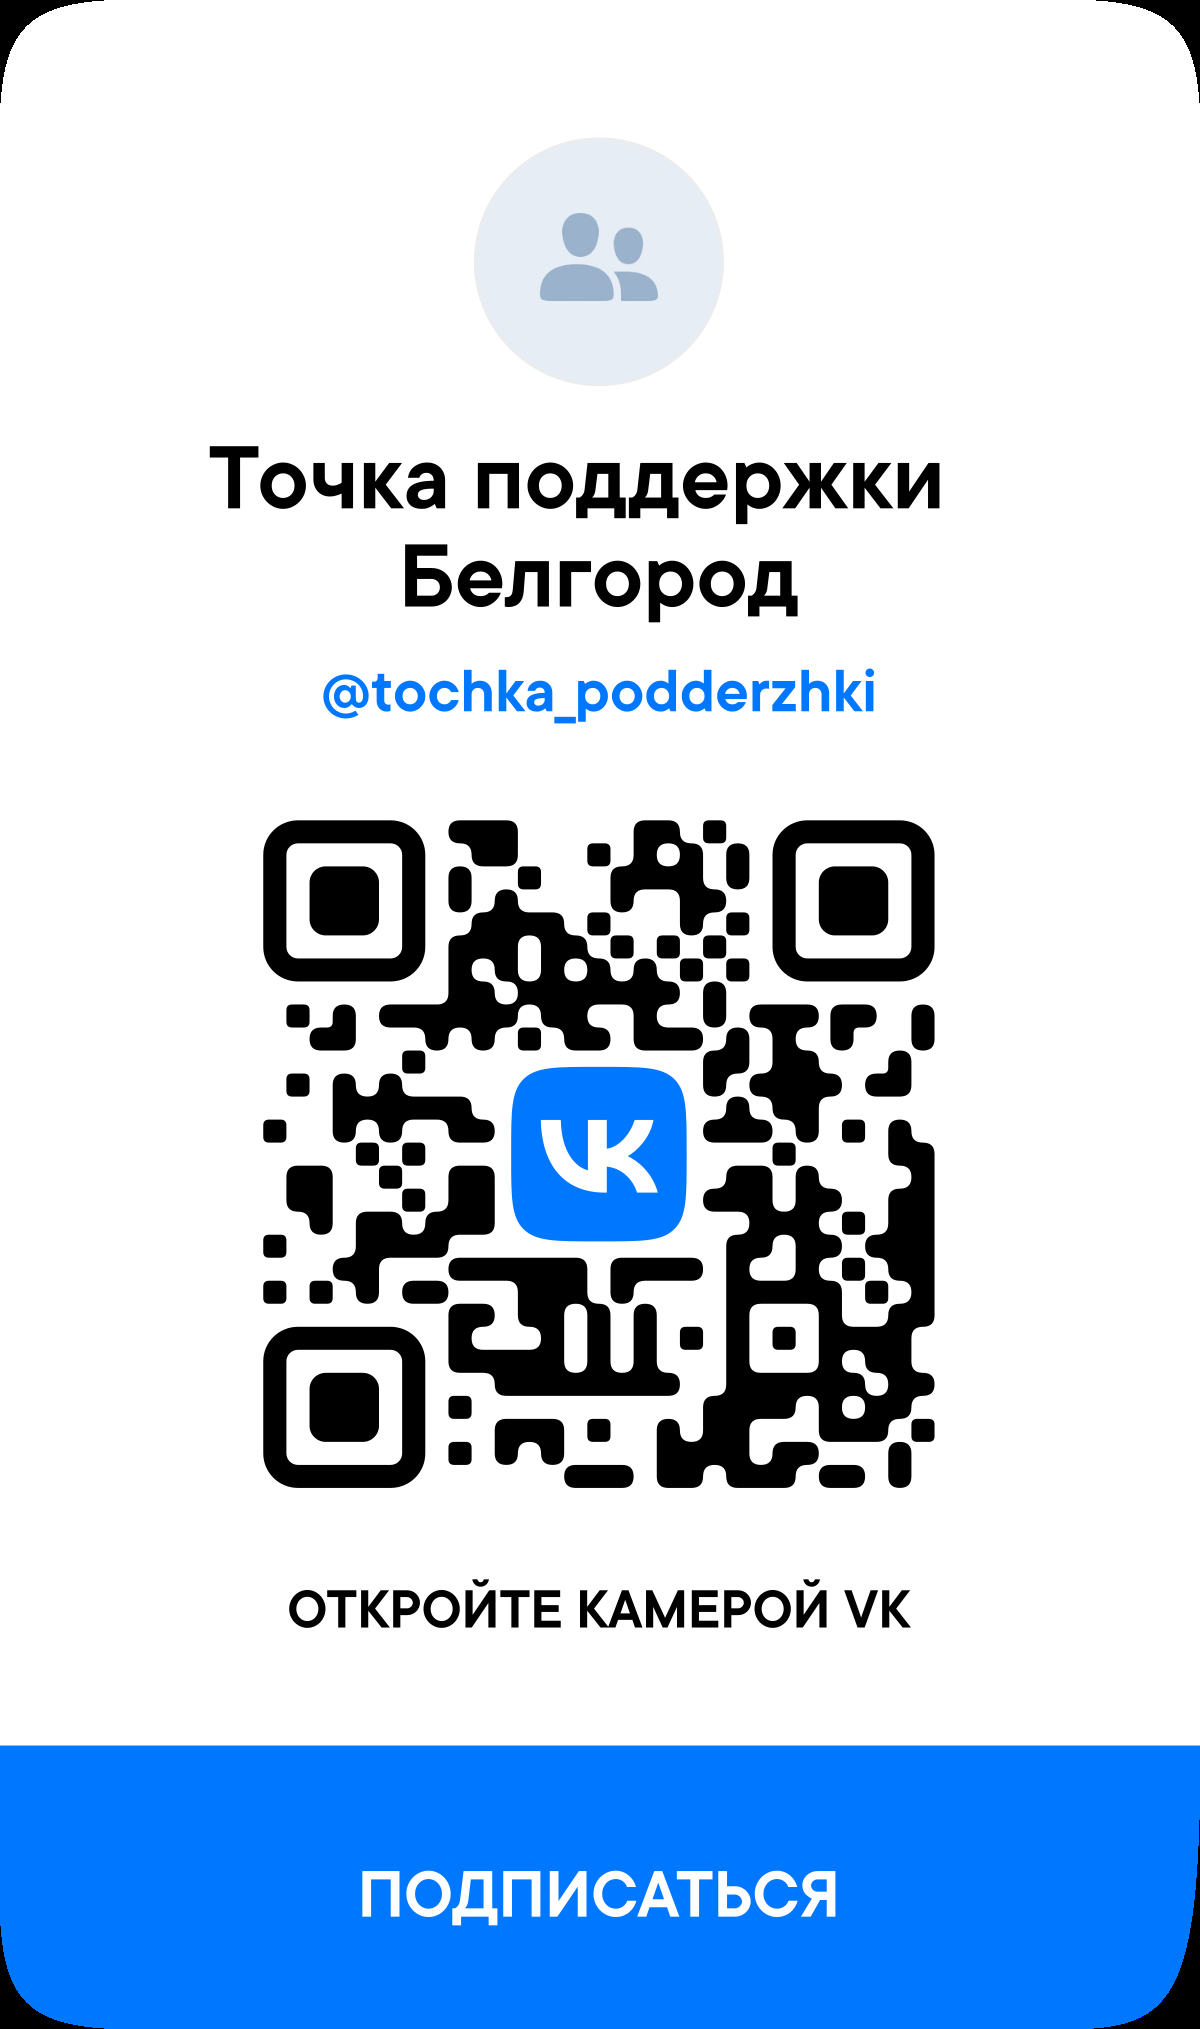 Точка поддержки
Белгород
@tochka_podderzhki
VK
ОТКРОЙТЕ КАМЕРОЙ VK
ПОДПИСАТЬСЯ